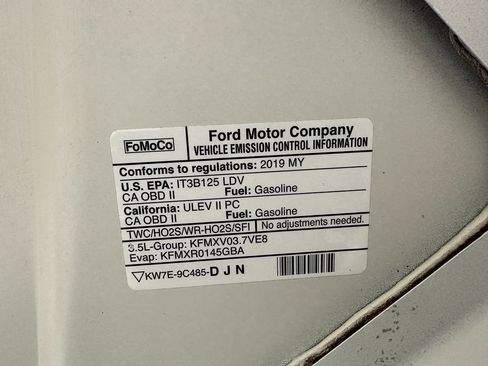 FoMoCo
Ford Motor Company
VEHICLE EMISSION CONTROL INFORMATION
Conforms to regulations: 2019 MY
U.S. EPA: IT3B125 LDV
CA OBD II Fuel: Gasoline
California: ULEV II PC
CA OBD II Fuel: Gasoline
TWC/HO2S/WR-HO2S/SFI No adjustments needed.
3.5L-Group: KFMXV03.7VE8
Evap: KFMXR0145GBA
KW7E-9C485-D J N